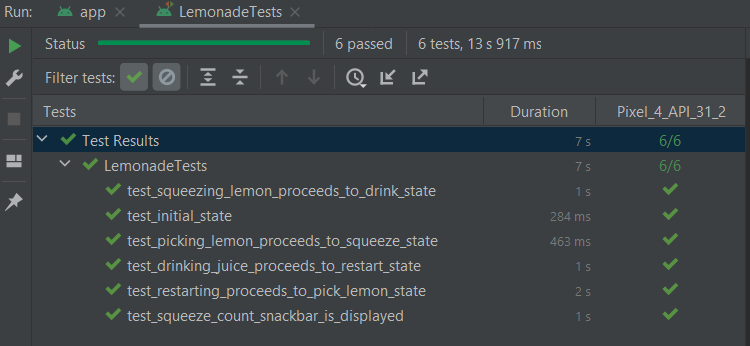 Run: app LemonadeTests
Status 6 passed 6 tests, 13 s 917 ms
Filter tests:
Tests Duration Pixel_4_API_31_2
Test Results 7 s 6/6
LemonadeTests 7 s 6/6
test_squeezing_lemon_proceeds_to_drink_state 1 s
test_initial_state 284 ms
test_picking_lemon_proceeds_to_squeeze_state 463 ms
test_drinking_juice_proceeds_to_restart_state 1 s
test_restarting_proceeds_to_pick_lemon_state 2 s
test_squeeze_count_snackbar_is_displayed 1 s